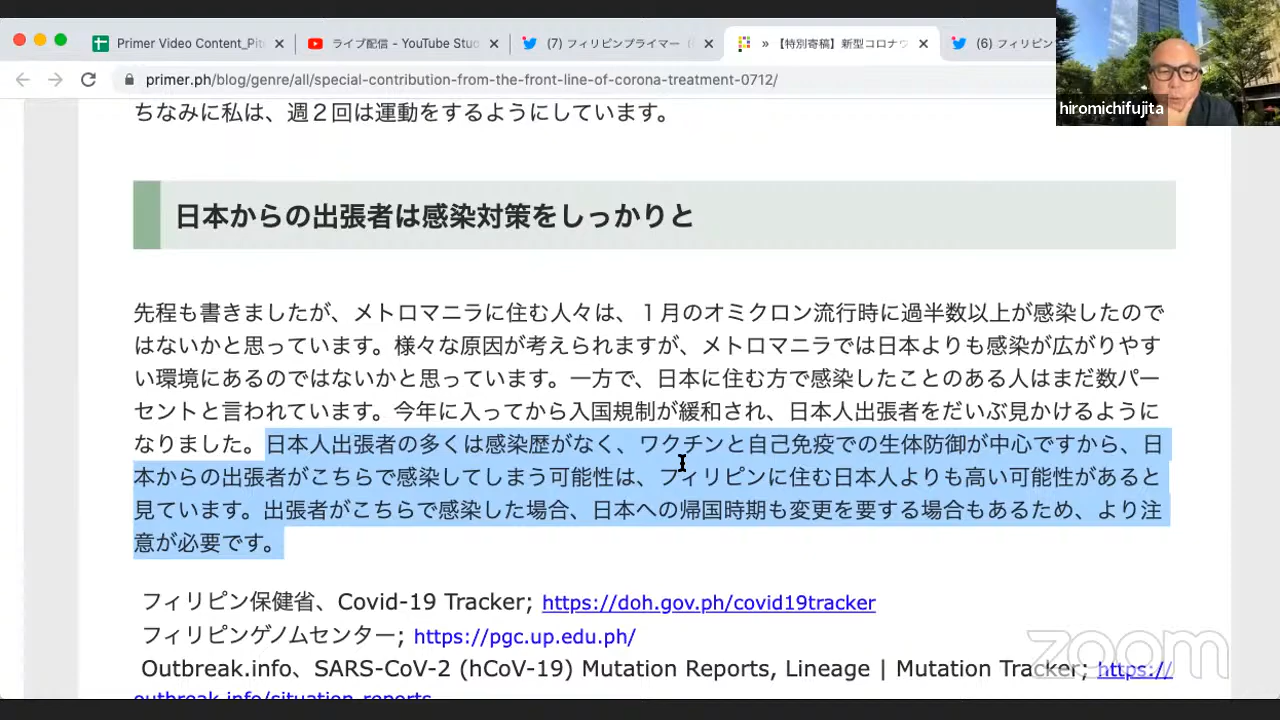 Primer Video Content_Pit
ライブ配信 - YouTube Stud
(7) フィリピンプライマー
» 【特別寄稿】新型コロナウ
(6) フィリピン
primer.ph/blog/genre/all/special-contribution-from-the-front-line-of-corona-treatment-0712/
hiromichifujita
ちなみに私は、週２回は運動をするようにしています。
日本からの出張者は感染対策をしっかりと
先程も書きましたが、メトロマニラに住む人々は、１月のオミクロン流行時に過半数以上が感染したので
はないかと思っています。様々な原因が考えられますが、メトロマニラでは日本よりも感染が広がりやす
い環境にあるのではないかと思っています。一方で、日本に住む方で感染したことのある人はまだ数パー
セントと言われています。今年に入ってから入国規制が緩和され、日本人出張者をだいぶ見かけるように
なりました。日本人出張者の多くは感染歴がなく、ワクチンと自己免疫での生体防御が中心ですから、日
本からの出張者がこちらで感染してしまう可能性は、フィリピンに住む日本人よりも高い可能性があると
見ています。出張者がこちらで感染した場合、日本への帰国時期も変更を要する場合もあるため、より注
意が必要です。
フィリピン保健省、Covid-19 Tracker; https://doh.gov.ph/covid19tracker
フィリピンゲノムセンター; https://pgc.up.edu.ph/
Outbreak.info、SARS-CoV-2 (hCoV-19) Mutation Reports, Lineage | Mutation Tracker; https://
outbreak.info/situation-reports
zoom